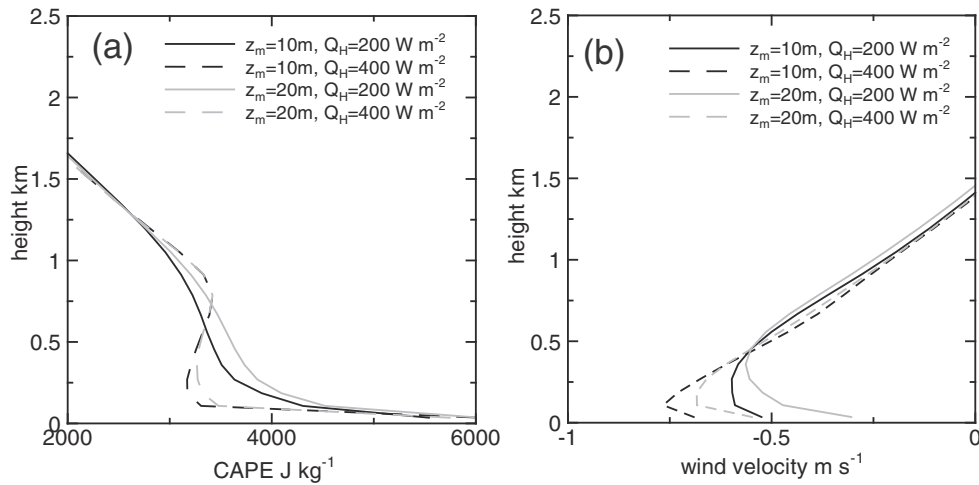 (a)
z_m=10m, Q_H=200 W m^-2
z_m=10m, Q_H=400 W m^-2
z_m=20m, Q_H=200 W m^-2
z_m=20m, Q_H=400 W m^-2
2.5
2
1.5
1
0.5
0
height km
2000
4000
6000
CAPE J kg^-1
(b)
z_m=10m, Q_H=200 W m^-2
z_m=10m, Q_H=400 W m^-2
z_m=20m, Q_H=200 W m^-2
z_m=20m, Q_H=400 W m^-2
2.5
2
1.5
1
0.5
0
height km
-1
-0.5
0
wind velocity m s^-1